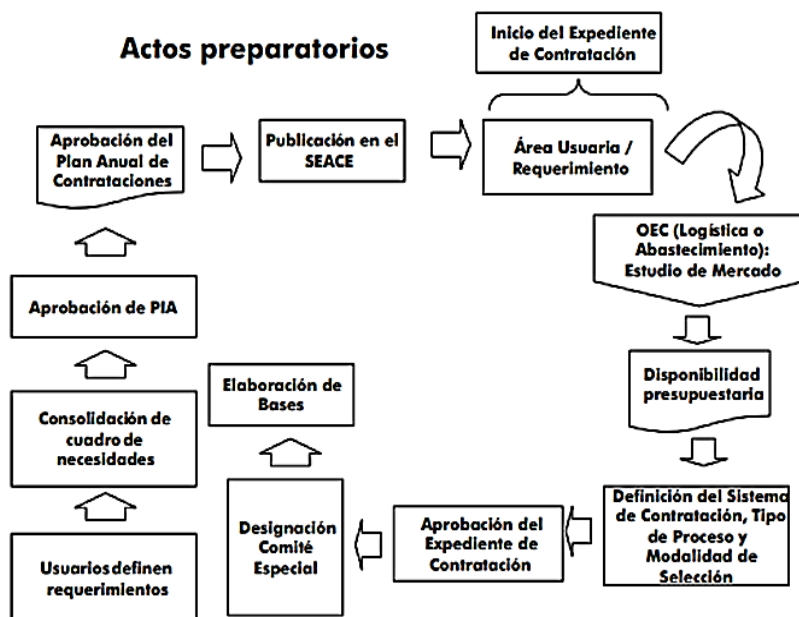 Actos preparatorios
Inicio del Expediente
de Contratación
Aprobación del
Plan Anual de
Contrataciones
Publicación en el
SEACE
Área Usuaria /
Requerimiento
OEC (Logística o
Abastecimiento):
Estudio de Mercado
Aprobación de PIA
Disponibilidad
presupuestaria
Elaboración de
Bases
Consolidación de
cuadro de
necesidades
Definición del Sistema
de Contratación, Tipo
de Proceso y
Modalidad de
Selección
Aprobación del
Expediente de
Contratación
Designación
Comité
Especial
Usuarios definen
requerimientos